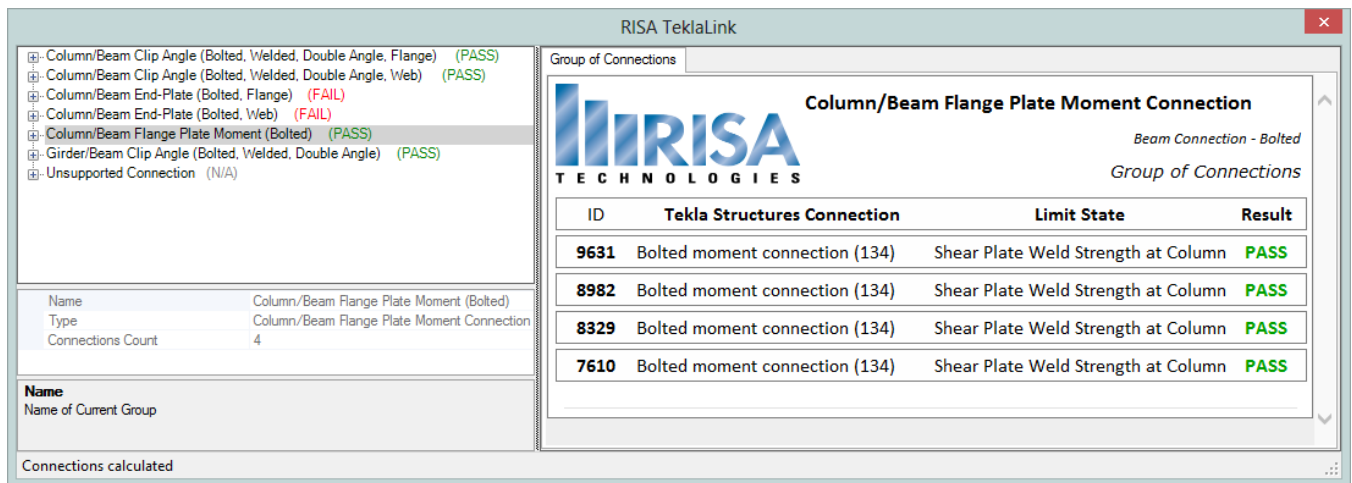 RISA TeklaLink
Column/Beam Clip Angle (Bolted, Welded, Double Angle, Flange) (PASS)
Column/Beam Clip Angle (Bolted, Welded, Double Angle, Web) (PASS)
Column/Beam End-Plate (Bolted, Flange) (FAIL)
Column/Beam End-Plate (Bolted, Web) (FAIL)
Column/Beam Flange Plate Moment (Bolted) (PASS)
Girder/Beam Clip Angle (Bolted, Welded, Double Angle) (PASS)
Unsupported Connection (N/A)
Name Column/Beam Flange Plate Moment (Bolted)
Type Column/Beam Flange Plate Moment Connection
Connections Count 4
Name
Name of Current Group
Group of Connections
RISA
TECHNOLOGIES
Column/Beam Flange Plate Moment Connection
Beam Connection - Bolted
Group of Connections
ID Tekla Structures Connection Limit State Result
9631 Bolted moment connection (134) Shear Plate Weld Strength at Column PASS
8982 Bolted moment connection (134) Shear Plate Weld Strength at Column PASS
8329 Bolted moment connection (134) Shear Plate Weld Strength at Column PASS
7610 Bolted moment connection (134) Shear Plate Weld Strength at Column PASS
Connections calculated